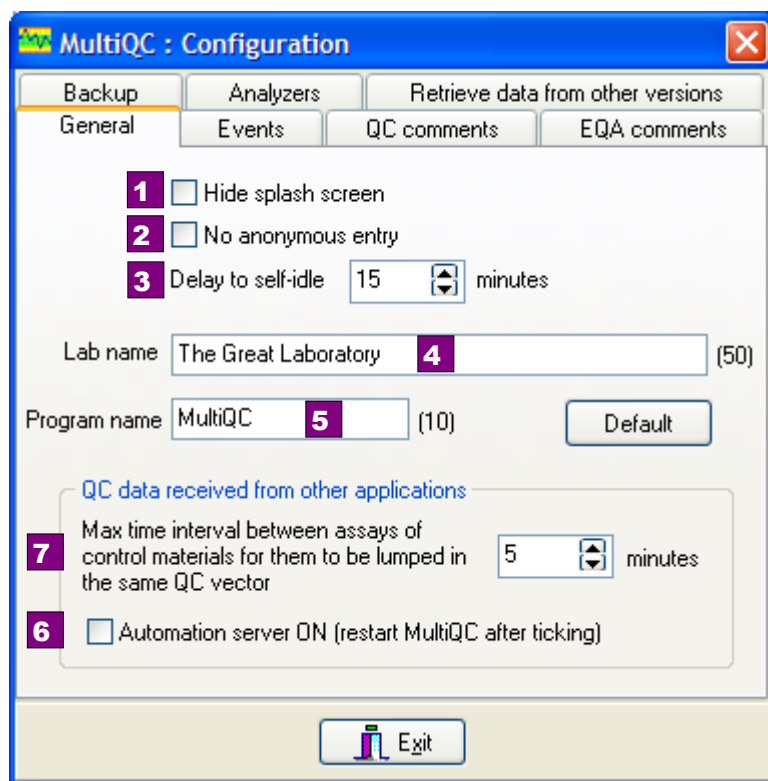 MultiQC : Configuration
Backup Analyzers Retrieve data from other versions
General Events QC comments EQA comments
1 Hide splash screen
2 No anonymous entry
3 Delay to self-idle 15 minutes
Lab name The Great Laboratory 4 (50)
Program name MultiQC 5 (10) Default
QC data received from other applications
Max time interval between assays of
7 control materials for them to be lumped in 5 minutes
the same QC vector
6 Automation server ON (restart MultiQC after ticking)
Exit